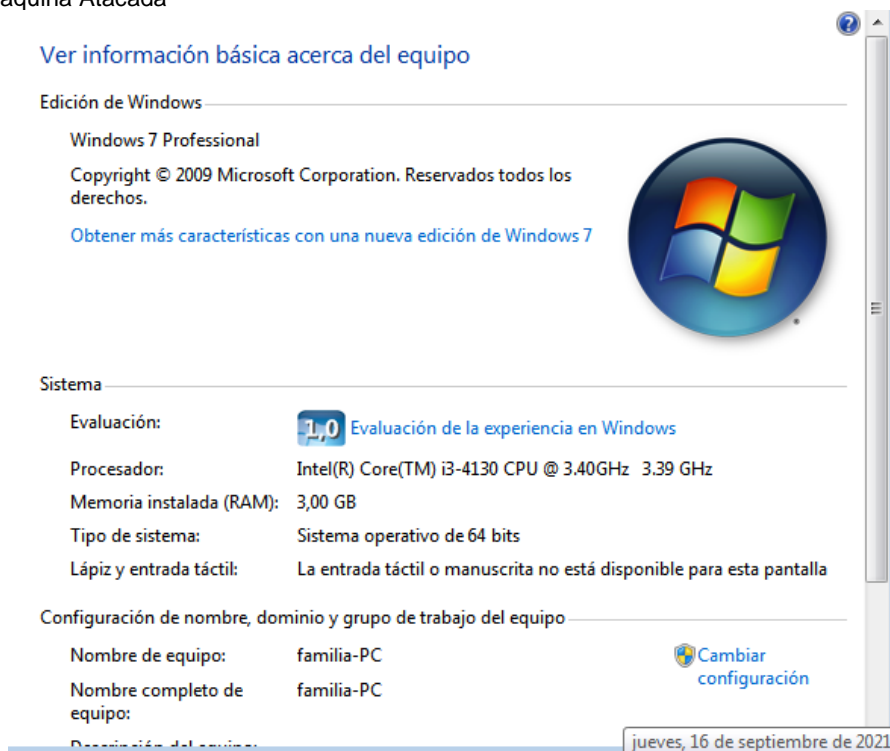 aquina Atacada
Ver información básica acerca del equipo
Edición de Windows
Windows 7 Professional
Copyright © 2009 Microsoft Corporation. Reservados todos los
derechos.
Obtener más características con una nueva edición de Windows 7
Sistema
Evaluación:
1,0 Evaluación de la experiencia en Windows
Procesador: Intel(R) Core(TM) i3-4130 CPU @ 3.40GHz 3.39 GHz
Memoria instalada (RAM): 3,00 GB
Tipo de sistema: Sistema operativo de 64 bits
Lápiz y entrada táctil: La entrada táctil o manuscrita no está disponible para esta pantalla
Configuración de nombre, dominio y grupo de trabajo del equipo
Nombre de equipo: familia-PC
Cambiar
configuración
Nombre completo de
equipo:
familia-PC
Descripción del equipo:
jueves, 16 de septiembre de 2021